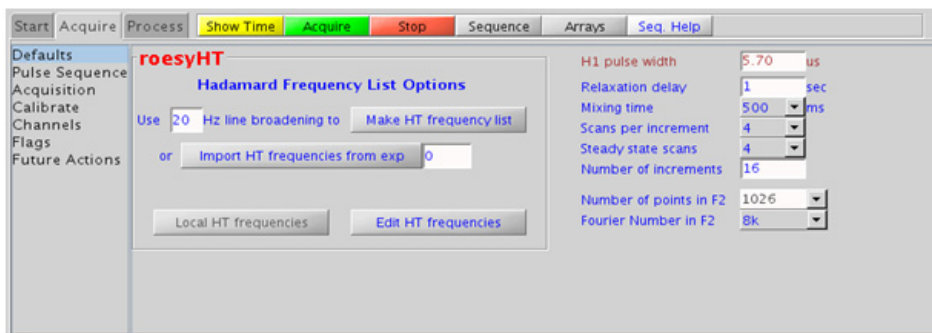 Start Acquire Process Show Time Acquire Stop Sequence Arrays Seq. Help
Defaults
Pulse Sequence
Acquisition
Calibrate
Channels
Flags
Future Actions
roesyHT
Hadamard Frequency List Options
Use 20 Hz line broadening to Make HT frequency list
or Import HT frequencies from exp 0
Local HT frequencies Edit HT frequencies
H1 pulse width 5.70 us
Relaxation delay 1 sec
Mixing time 500 ms
Scans per increment 4
Steady state scans 4
Number of increments 16
Number of points in F2 1026
Fourier Number in F2 8k